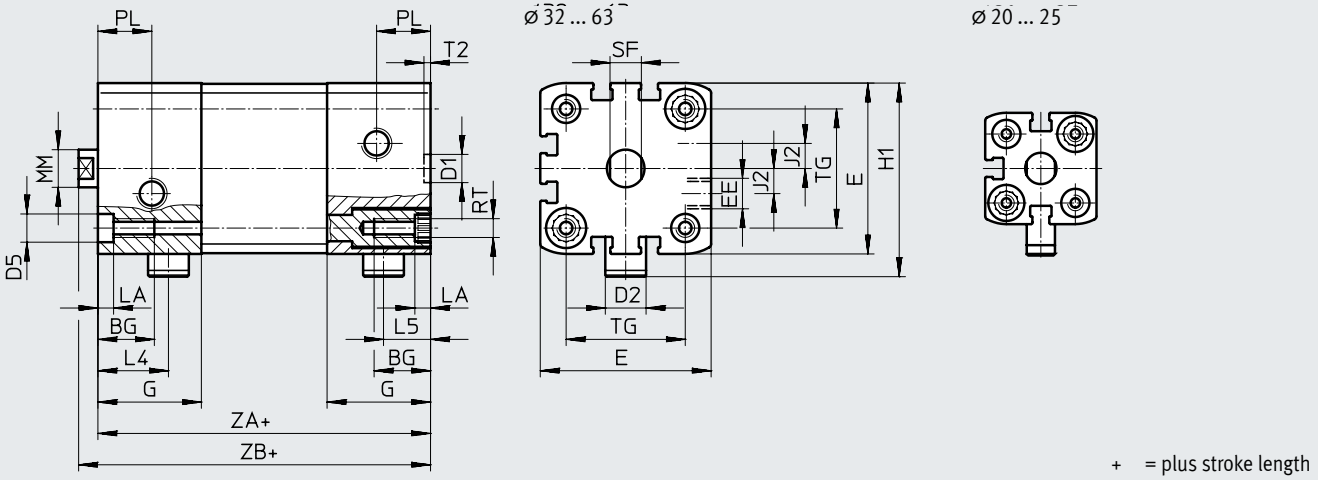 Ø 32 ... 63
Ø 20 ... 25
PL
PL
T2
SF
MM
D1
RT
D5
J2
J2
EE
TG
E
H1
LA
LA
BG
L5
L4
BG
G
G
ZA+
ZB+
D2
TG
E
+ = plus stroke length